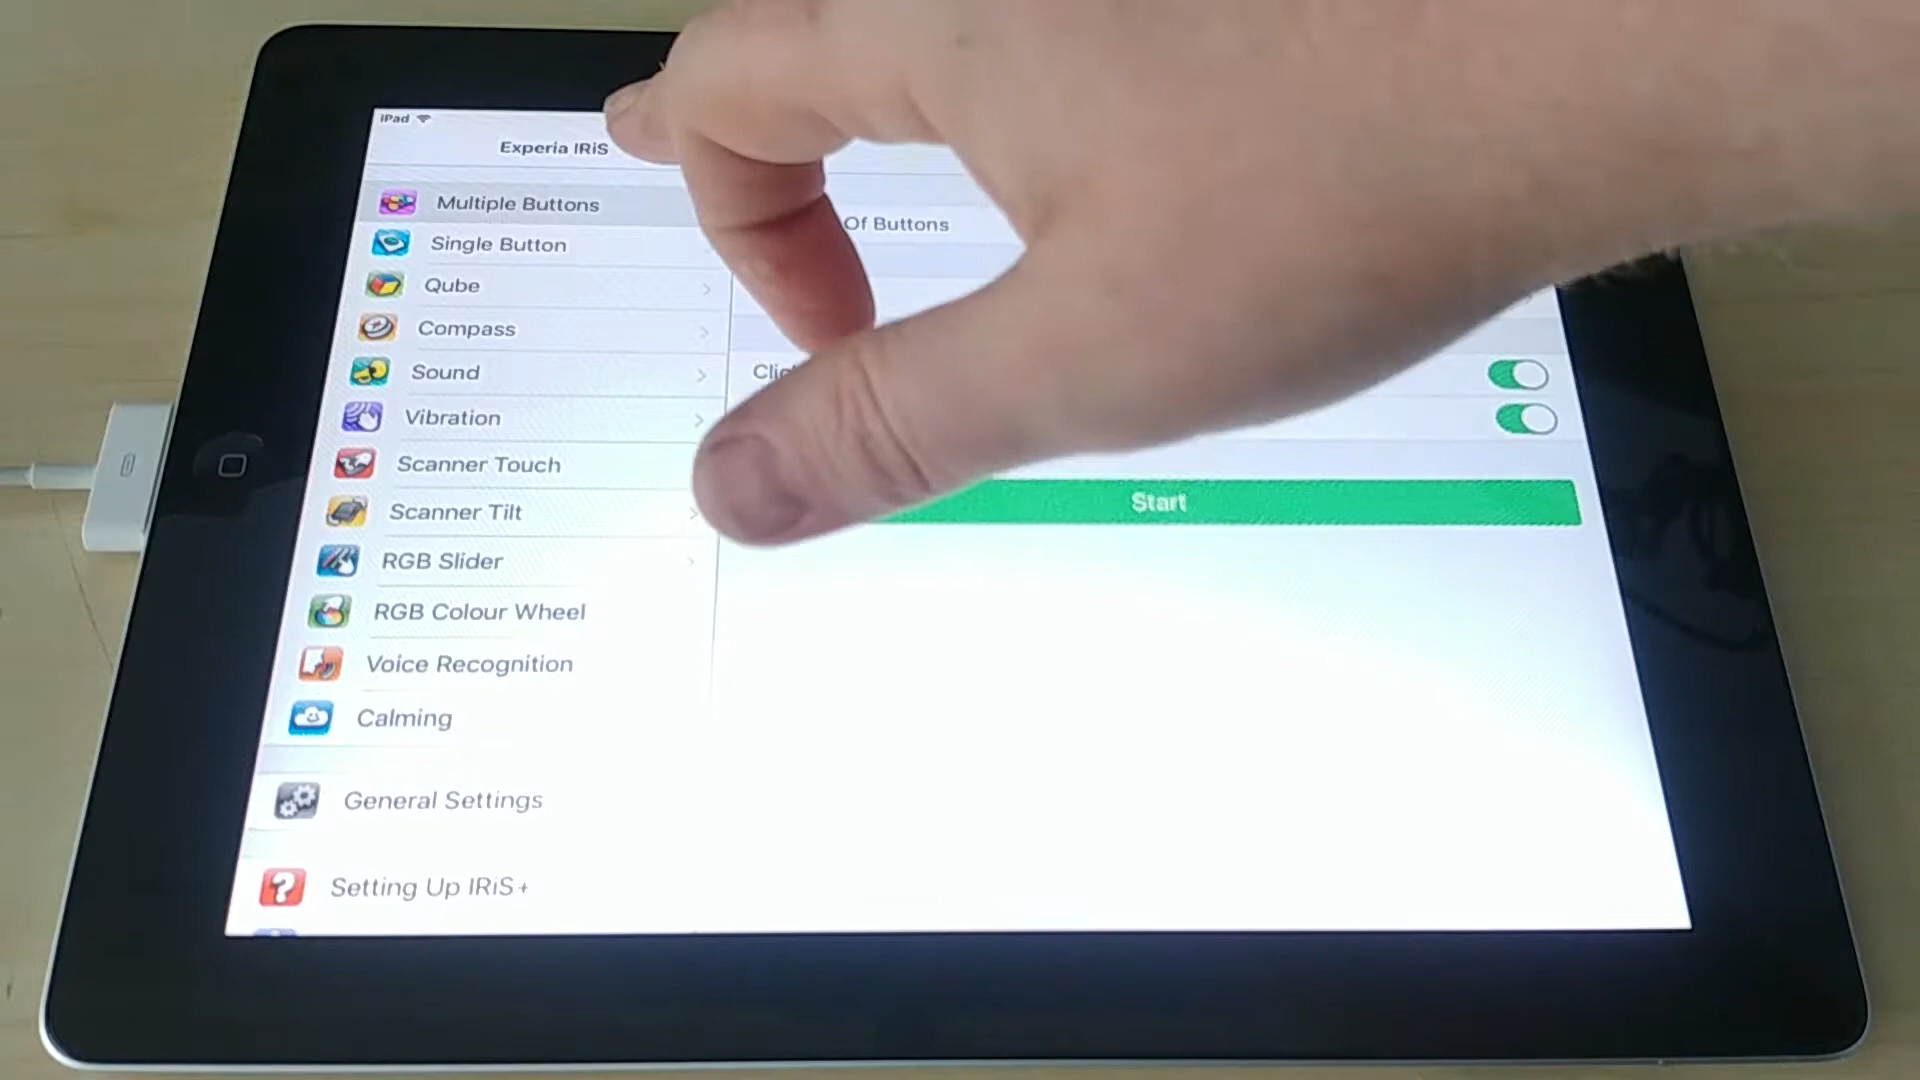 iPad
Experia IRiS
Multiple Buttons
Single Button
Qube
Compass
Sound
Vibration
Scanner Touch
Scanner Tilt
RGB Slider
RGB Colour Wheel
Voice Recognition
Calming
General Settings
Setting Up IRiS+
Of Buttons
Start